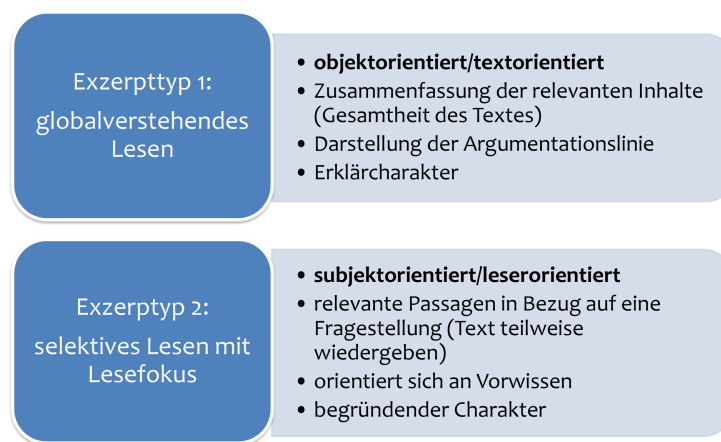 Exzerpttyp 1:
globalverstehendes
Lesen
• objektorientiert/textorientiert
• Zusammenfassung der relevanten Inhalte
(Gesamtheit des Textes)
• Darstellung der Argumentationslinie
• Erklärcharakter
Exzerptyp 2:
selektives Lesen mit
Lesefokus
• subjektorientiert/leserorientiert
• relevante Passagen in Bezug auf eine
Fragestellung (Text teilweise
wiedergeben)
• orientiert sich an Vorwissen
• begründender Charakter